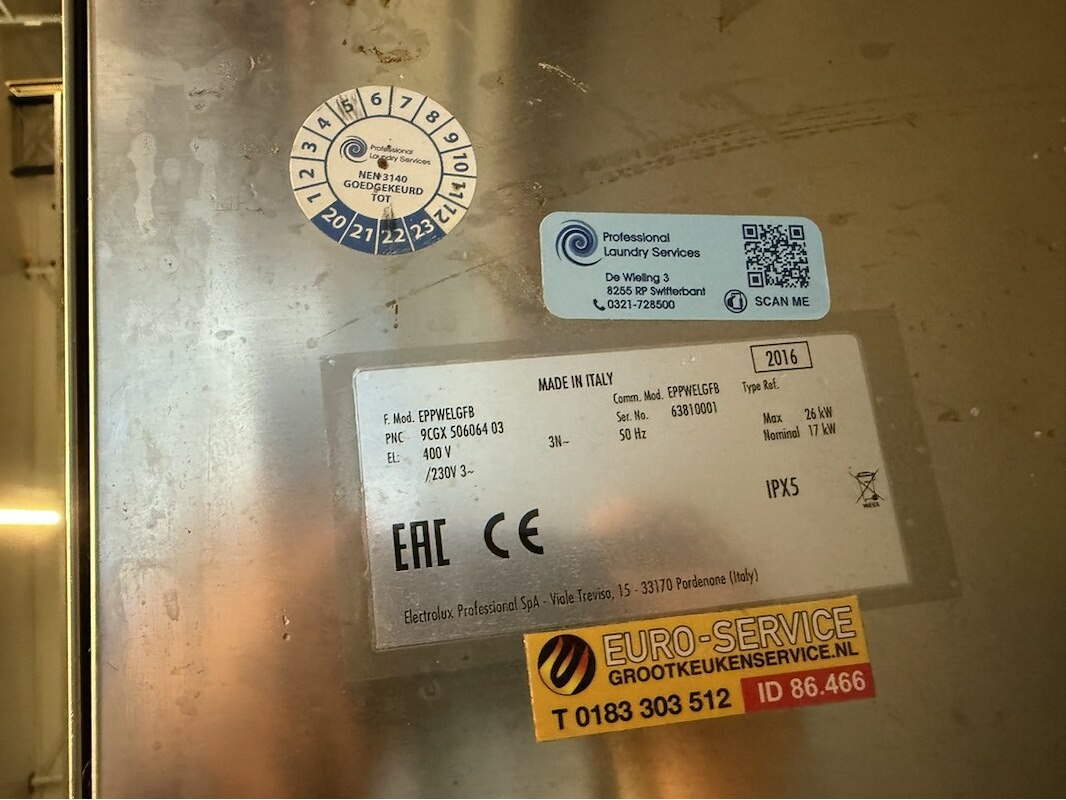 1 2 3 4 5 6 7 8 9 10 11 12
Professional
Laundry Services
NEN 3140
GOEDGEKEURD
TOT
20 21 22 23
Professional
Laundry Services
De Wieling 3
8255 RP Swifterbant
0321-728500
SCAN ME
2016
MADE IN ITALY
F. Mod. EPPWELGFB Comm. Mod. EPPWELGFB Type Ref.
PNC 9CGX 506064 03 Ser. No. 63810001 Max 26 kW
EL: 400 V 3N~ 50 Hz Nominal 17 kW
/230V 3~
IPX5
EAC CE
Electrolux Professional SpA - Viale Treviso, 15 - 33170 Pordenone (Italy)
EURO-SERVICE
GROOTKEUKENSERVICE.NL
T 0183 303 512 ID 86.466